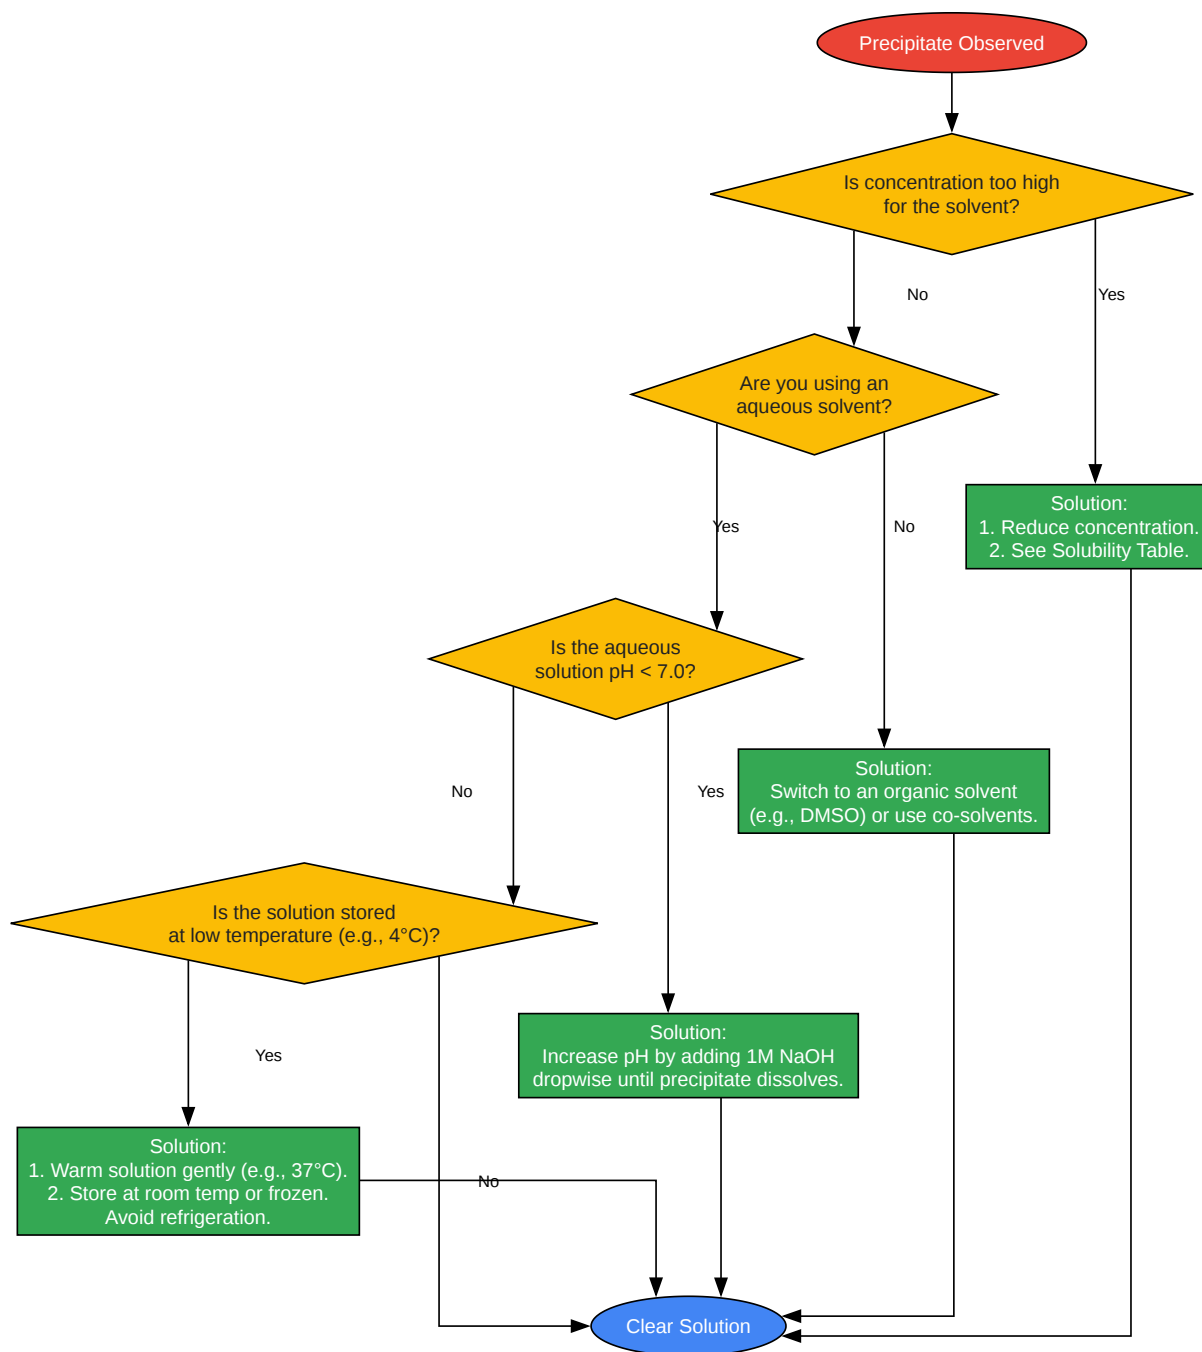 Precipitate Observed
Is concentration too high
for the solvent?
No
Yes
Are you using an
aqueous solvent?
Solution:
1. Reduce concentration.
2. See Solubility Table.
Yes
No
Is the aqueous
solution pH < 7.0?
Solution:
Switch to an organic solvent
(e.g., DMSO) or use co-solvents.
No
Yes
Is the solution stored
at low temperature (e.g., 4°C)?
Solution:
Increase pH by adding 1M NaOH
dropwise until precipitate dissolves.
Yes
Solution:
1. Warm solution gently (e.g., 37°C).
2. Store at room temp or frozen.
Avoid refrigeration.
No
Clear Solution